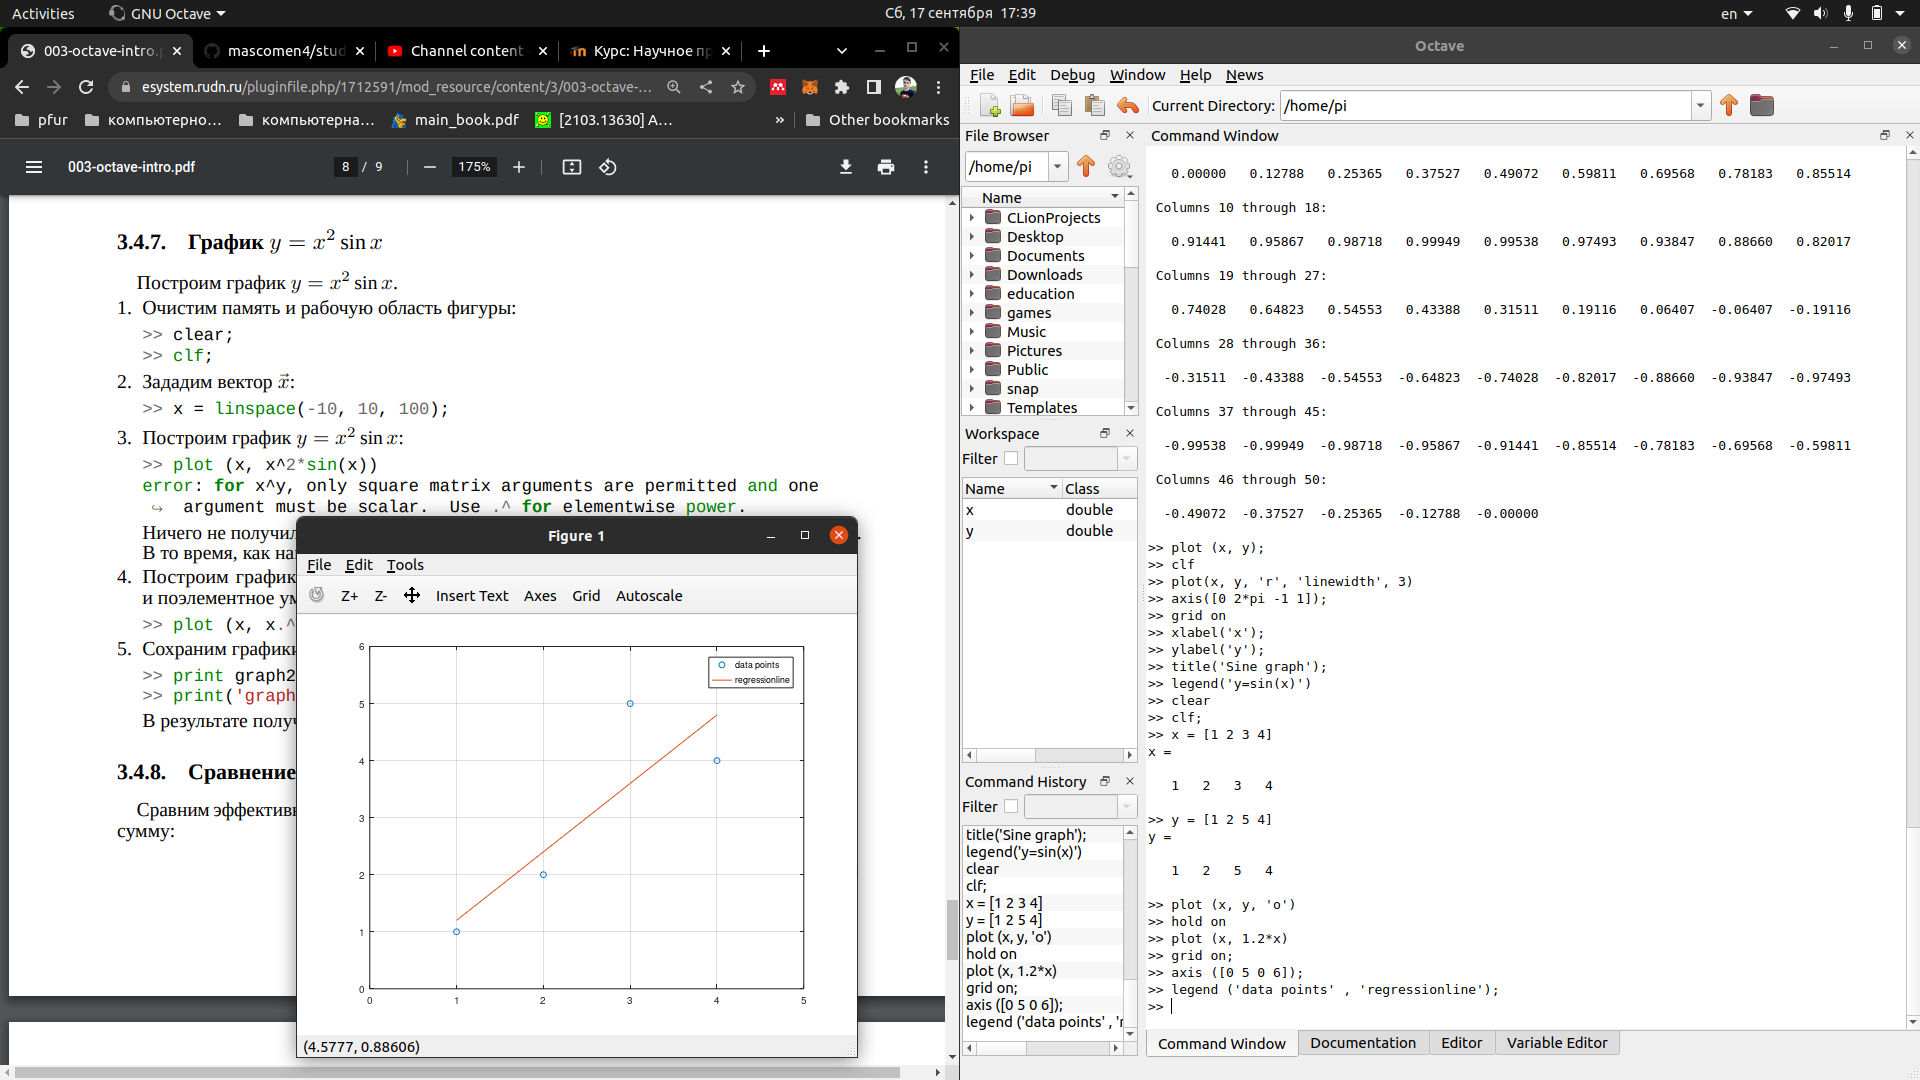 Activities
GNU Octave
Сб, 17 сентября 17:39
en
003-octave-intro.p
mascomen4/stud
Channel content
Курс: Научное пр
esystem.rudn.ru/pluginfile.php/1712591/mod_resource/content/3/003-octave-...
pfur
компьютерно...
компьютерна...
main_book.pdf
[2103.13630] A...
»
Other bookmarks
003-octave-intro.pdf
8 / 9
175%
3.4.7. График y = x² sin x
Построим график y = x² sin x.
1. Очистим память и рабочую область фигуры:
>> clear;
>> clf;
2. Зададим вектор x⃗:
>> x = linspace(-10, 10, 100);
3. Построим график y = x² sin x:
>> plot (x, x^2*sin(x))
error: for x^y, only square matrix arguments are permitted and one
↪ argument must be scalar. Use .^ for elementwise power.
Ничего не получил
В то время, как на
4. Построим график
и поэлементное ум
>> plot (x, x.^
5. Сохраним графики
>> print graph2
>> print('graph
В результате получ
3.4.8. Сравнение
Сравним эффективн
сумму:
Figure 1
File Edit Tools
Z+ Z- Insert Text Axes Grid Autoscale
data points
regressionline
6
5
4
3
2
1
0
0 1 2 3 4 5
(4.5777, 0.88606)
Octave
File Edit Debug Window Help News
Current Directory: /home/pi
File Browser
/home/pi
Name
CLionProjects
Desktop
Documents
Downloads
education
games
Music
Pictures
Public
snap
Templates
Workspace
Filter
Name Class
x double
y double
Command History
Filter
title('Sine graph');
legend('y=sin(x)')
clear
clf;
x = [1 2 3 4]
y = [1 2 5 4]
plot (x, y, 'o')
hold on
plot (x, 1.2*x)
grid on;
axis ([0 5 0 6]);
legend ('data points' , 'r
Command Window
0.00000 0.12788 0.25365 0.37527 0.49072 0.59811 0.69568 0.78183 0.85514
Columns 10 through 18:
0.91441 0.95867 0.98718 0.99949 0.99538 0.97493 0.93847 0.88660 0.82017
Columns 19 through 27:
0.74028 0.64823 0.54553 0.43388 0.31511 0.19116 0.06407 -0.06407 -0.19116
Columns 28 through 36:
-0.31511 -0.43388 -0.54553 -0.64823 -0.74028 -0.82017 -0.88660 -0.93847 -0.97493
Columns 37 through 45:
-0.99538 -0.99949 -0.98718 -0.95867 -0.91441 -0.85514 -0.78183 -0.69568 -0.59811
Columns 46 through 50:
-0.49072 -0.37527 -0.25365 -0.12788 -0.00000
>> plot (x, y);
>> clf
>> plot(x, y, 'r', 'linewidth', 3)
>> axis([0 2*pi -1 1]);
>> grid on
>> xlabel('x');
>> ylabel('y');
>> title('Sine graph');
>> legend('y=sin(x)')
>> clear
>> clf;
>> x = [1 2 3 4]
x =
1 2 3 4
>> y = [1 2 5 4]
y =
1 2 5 4
>> plot (x, y, 'o')
>> hold on
>> plot (x, 1.2*x)
>> grid on;
>> axis ([0 5 0 6]);
>> legend ('data points' , 'regressionline');
>>
Command Window
Documentation
Editor
Variable Editor